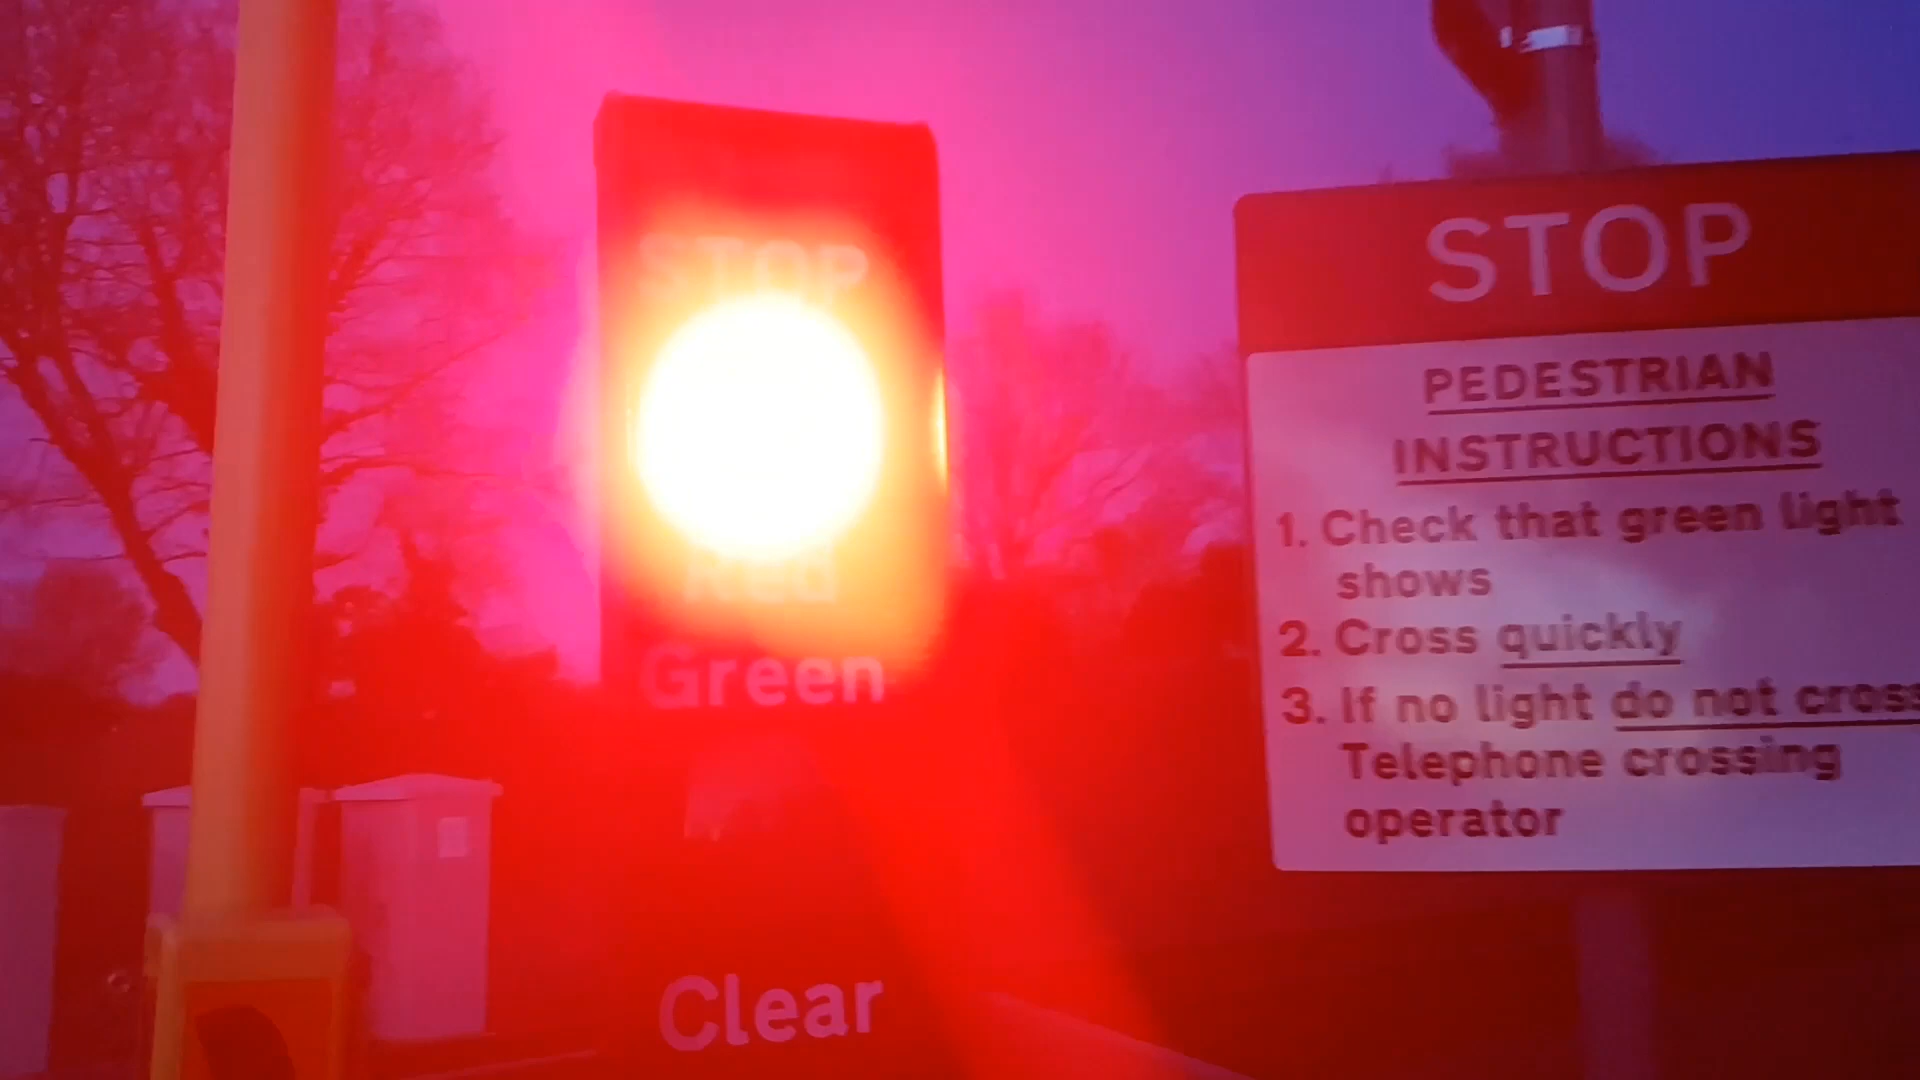 STOP
Red
Green
Clear
STOP
PEDESTRIAN
INSTRUCTIONS
1. Check that green light
shows
2. Cross quickly
3. If no light do not cross
Telephone crossing
operator